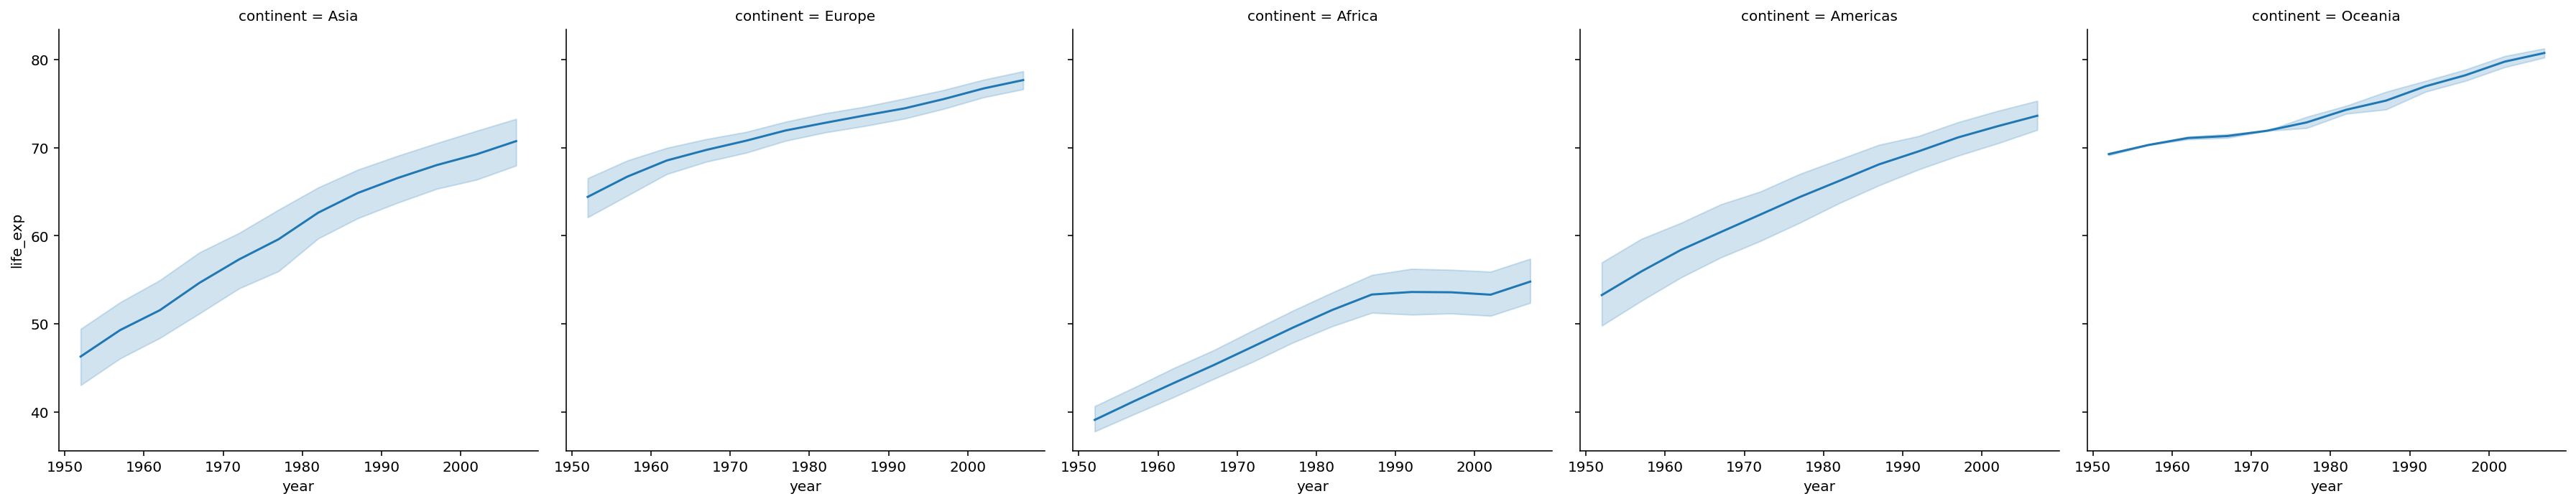 continent = Asia
continent = Europe
continent = Africa
continent = Americas
continent = Oceania
life_exp
80
70
60
50
40
1950 1960 1970 1980 1990 2000
1950 1960 1970 1980 1990 2000
1950 1960 1970 1980 1990 2000
1950 1960 1970 1980 1990 2000
1950 1960 1970 1980 1990 2000
year
year
year
year
year